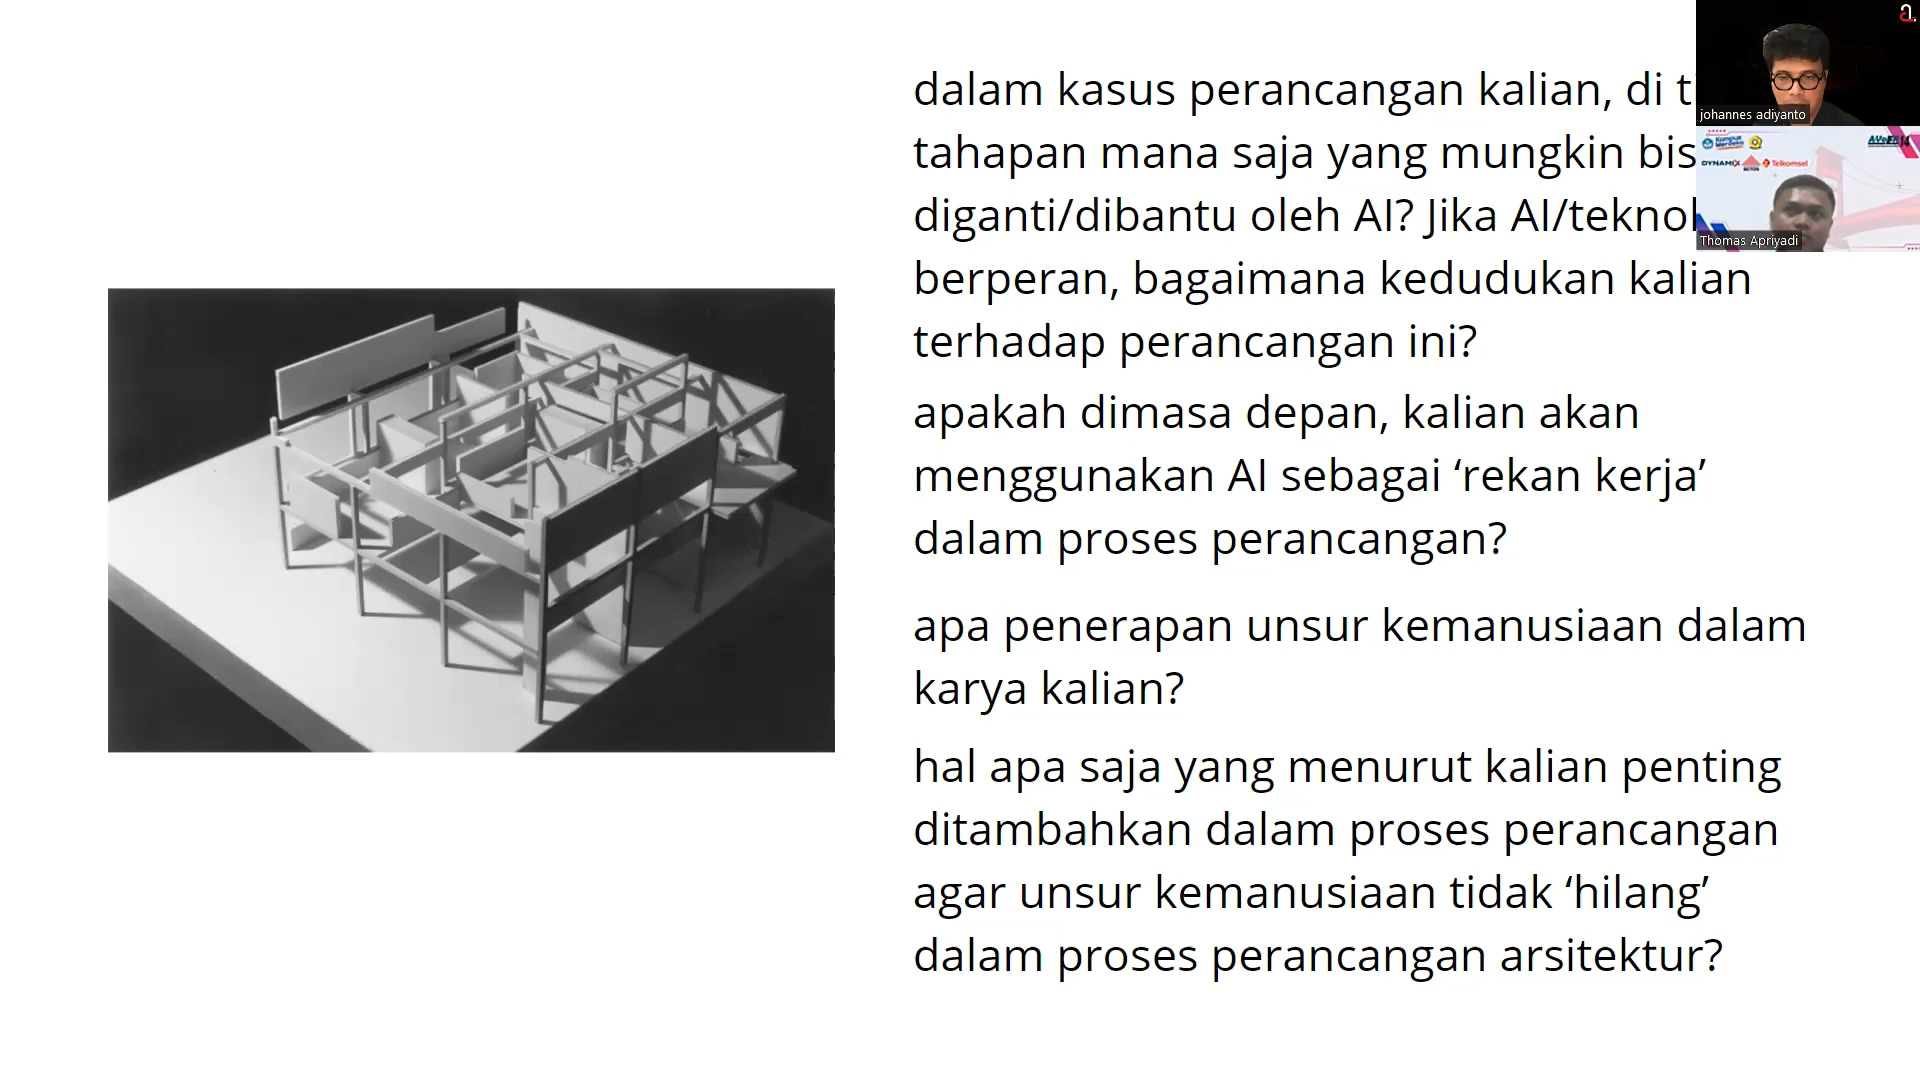 dalam kasus perancangan kalian, di
tahapan mana saja yang mungkin
diganti/dibantu oleh AI? Jika
berperan, bagaimana kedudukan kalian
terhadap perancangan ini?
apakah dimasa depan, kalian akan
menggunakan AI sebagai ‘rekan kerja’
dalam proses perancangan?
apa penerapan unsur kemanusiaan dalam
karya kalian?
hal apa saja yang menurut kalian penting
ditambahkan dalam proses perancangan
agar unsur kemanusiaan tidak ‘hilang’
dalam proses perancangan arsitektur?
johannes adiyanto
DYNAMIX
Telkomsel
Thomas Apriyadi